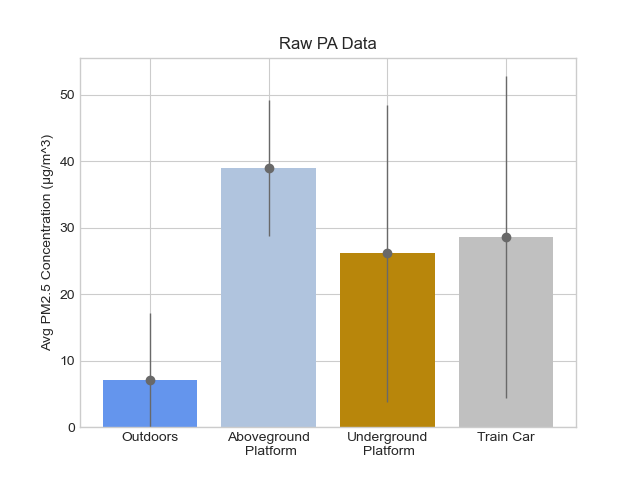 Raw PA Data
Avg PM2.5 Concentration (μg/m^3)
50
40
30
20
10
0
Outdoors
Aboveground
Platform
Underground
Platform
Train Car